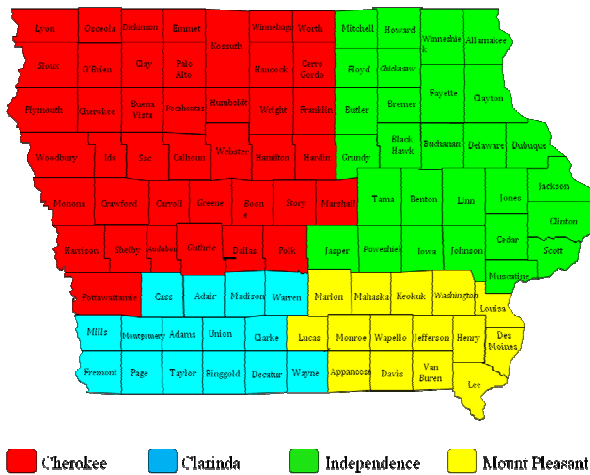 Lyon Osceola Dickinson Emmet Winnebago Worth Mitchell Howard Winneshie k Allamakee
Kossuth
Sioux O'Brien Clay Palo Alto Hancock Cerro Gordo Floyd Chickasaw
Fayette Clayton
Plymouth Cherokee Buena Vista Pocahontas Humboldt Wright Franklin Butler Bremer
Woodbury Ida Sac Calhoun Webster Hamilton Hardin Grundy Black Hawk Buchanan Delaware Dubuque
Jackson
Monona Crawford Carroll Greene Boon e Story Marshall Tama Benton Linn Jones
Clinton
Harrison Shelby Audubon Guthrie Dallas Polk Jasper Poweshiek Iowa Johnson Cedar Scott
Muscatine
Pottawattamie Cass Adair Madison Warren Marion Mahaska Keokuk Washington Louisa
Mills Montgomery Adams Union Clarke Lucas Monroe Wapello Jefferson Henry Des Moines
Fremont Page Taylor Ringgold Decatur Wayne Appanoose Davis Van Buren Lee
Cherokee Clarinda Independence Mount Pleasant